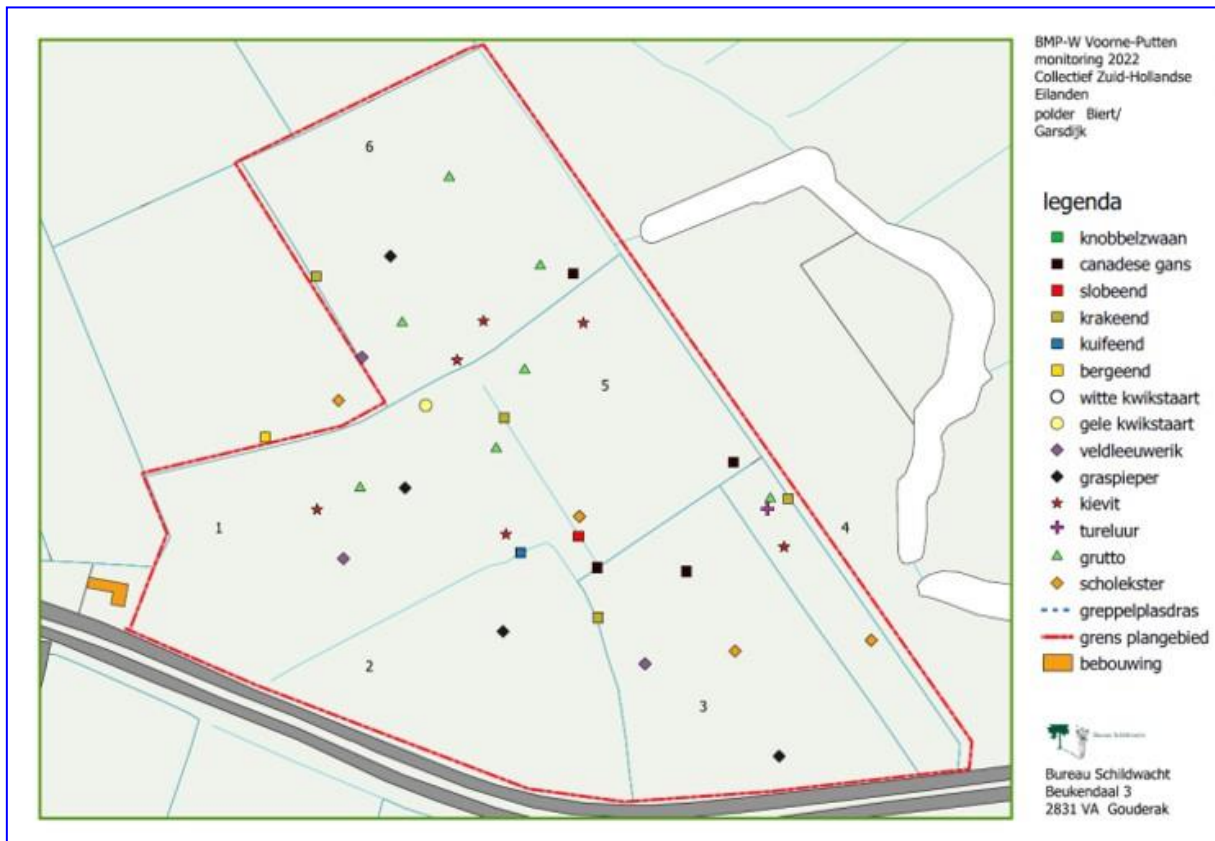 BMP-W Voorne-Putten
monitoring 2022
Collectief Zuid-Hollandse
Eilanden
polder Biert/
Garsdijk
legenda
knobbelzwaan
canadese gans
slobeend
krakeend
kuifeend
bergeend
witte kwikstaart
gele kwikstaart
veldleeuwerik
graspieper
kievit
tureluur
grutto
scholekster
greppelplasdras
grens plangebied
bebouwing
Bureau Schildwacht
Bureau Schildwacht
Beukendaal 3
2831 VA Gouderak
6
5
1
4
2
3